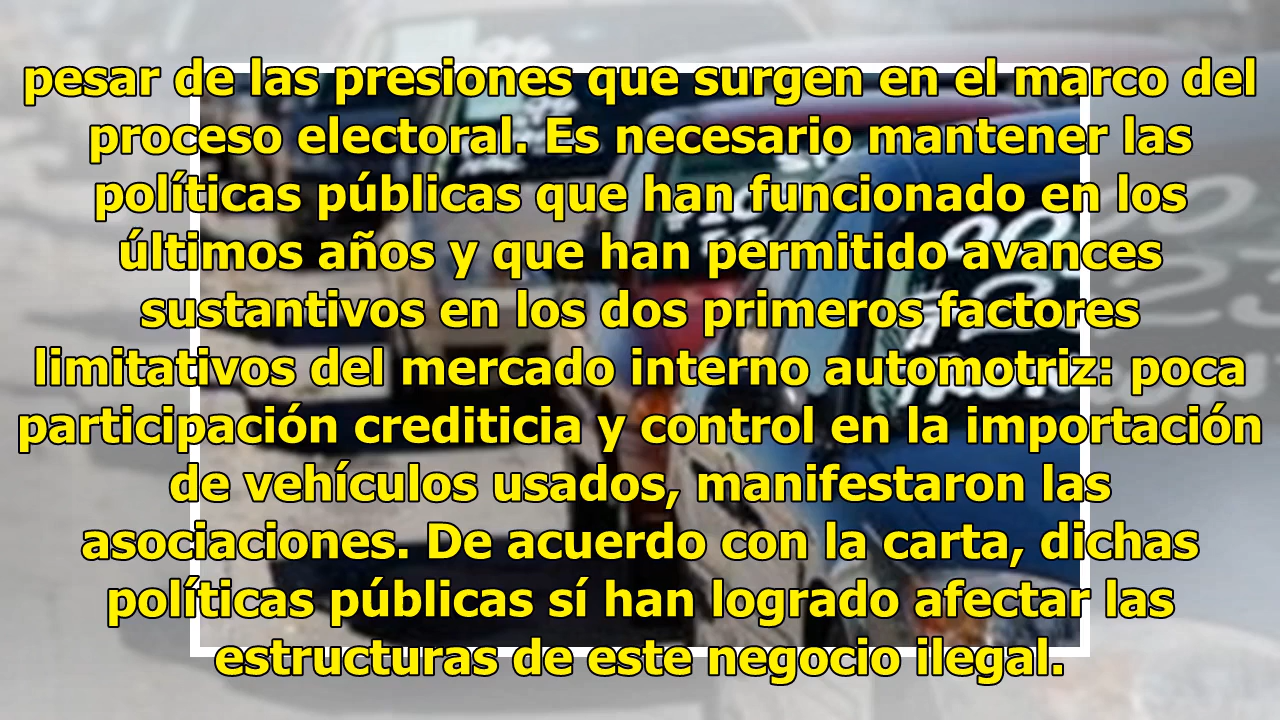 pesar de las presiones que surgen en el marco del
proceso electoral. Es necesario mantener las
políticas públicas que han funcionado en los
últimos años y que han permitido avances
sustantivos en los dos primeros factores
limitativos del mercado interno automotriz: poca
participación crediticia y control en la importación
de vehículos usados, manifestaron las
asociaciones. De acuerdo con la carta, dichas
políticas públicas sí han logrado afectar las
estructuras de este negocio ilegal.